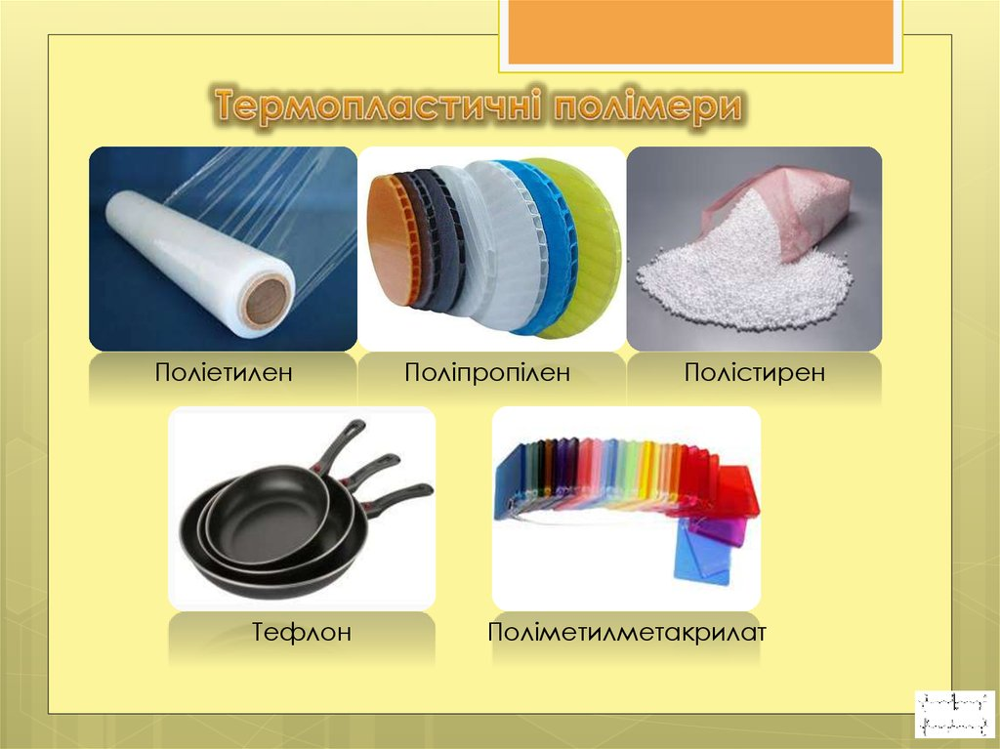 Термопластичні полімери
Поліетилен
Поліпропілен
Полістирен
Тефлон
Поліметилметакрилат